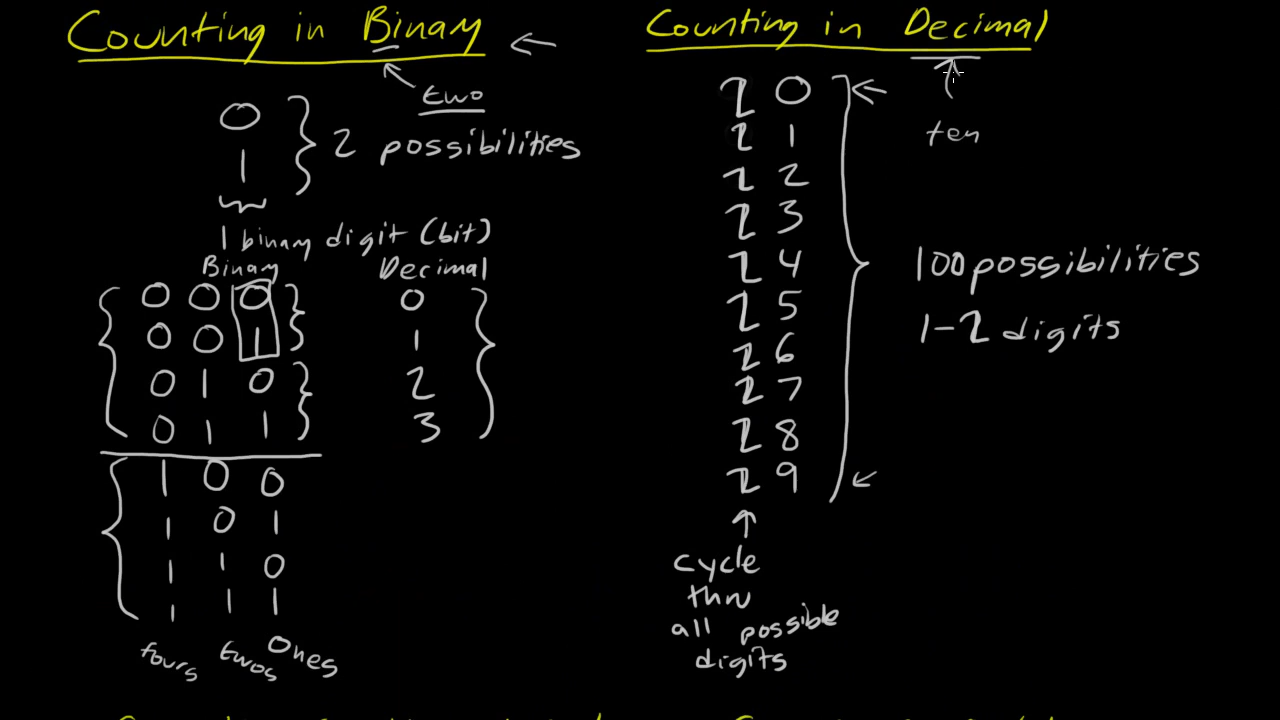 Counting in Binary
two
0
1
2 possibilities
1 binary digit (bit)
Binary Decimal
0 0 0 0
0 0 1 1
0 1 0 2
0 1 1 3
1 0 0
1 0 1
1 1 0
1 1 1
fours twos Ones
Counting in Decimal
ten
2 0
2 1
2 2
2 3
2 4
2 5
2 6
2 7
2 8
2 9
100 possibilities
1-2 digits
cycle
thru
all possible
digits